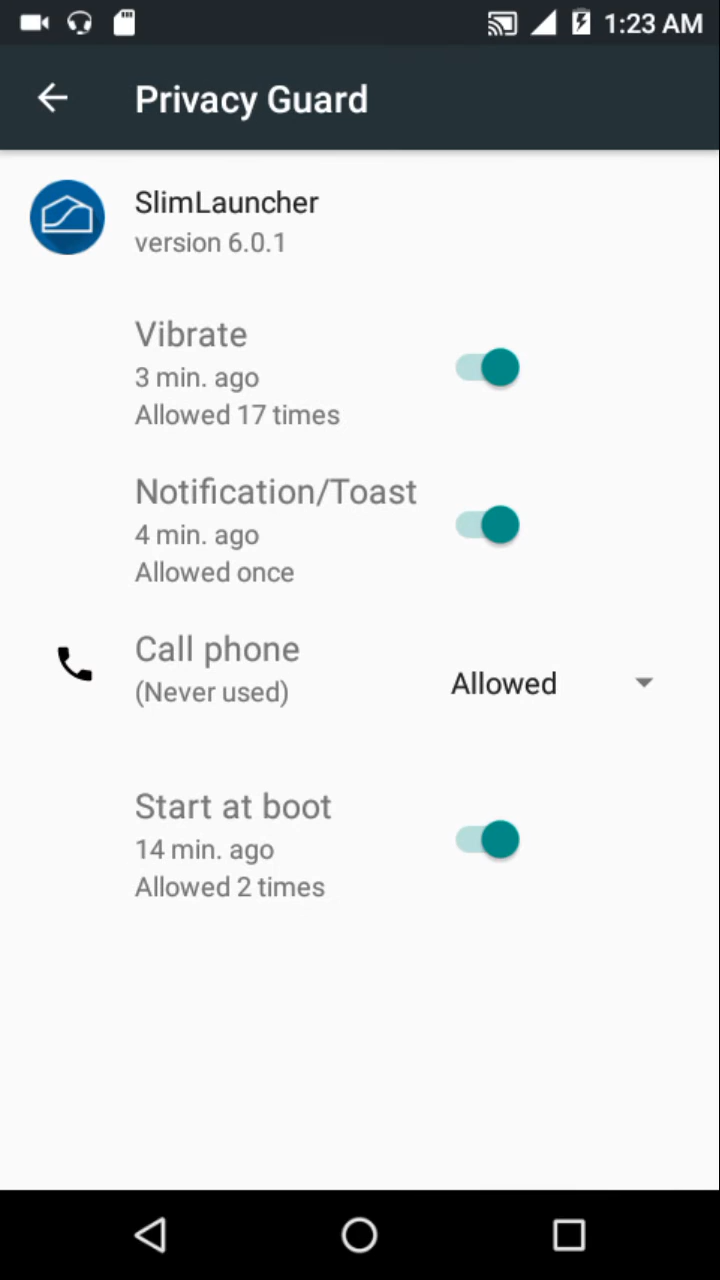 1:23 AM
Privacy Guard
SlimLauncher
version 6.0.1
Vibrate
3 min. ago
Allowed 17 times
Notification/Toast
4 min. ago
Allowed once
Call phone
(Never used)
Allowed
Start at boot
14 min. ago
Allowed 2 times